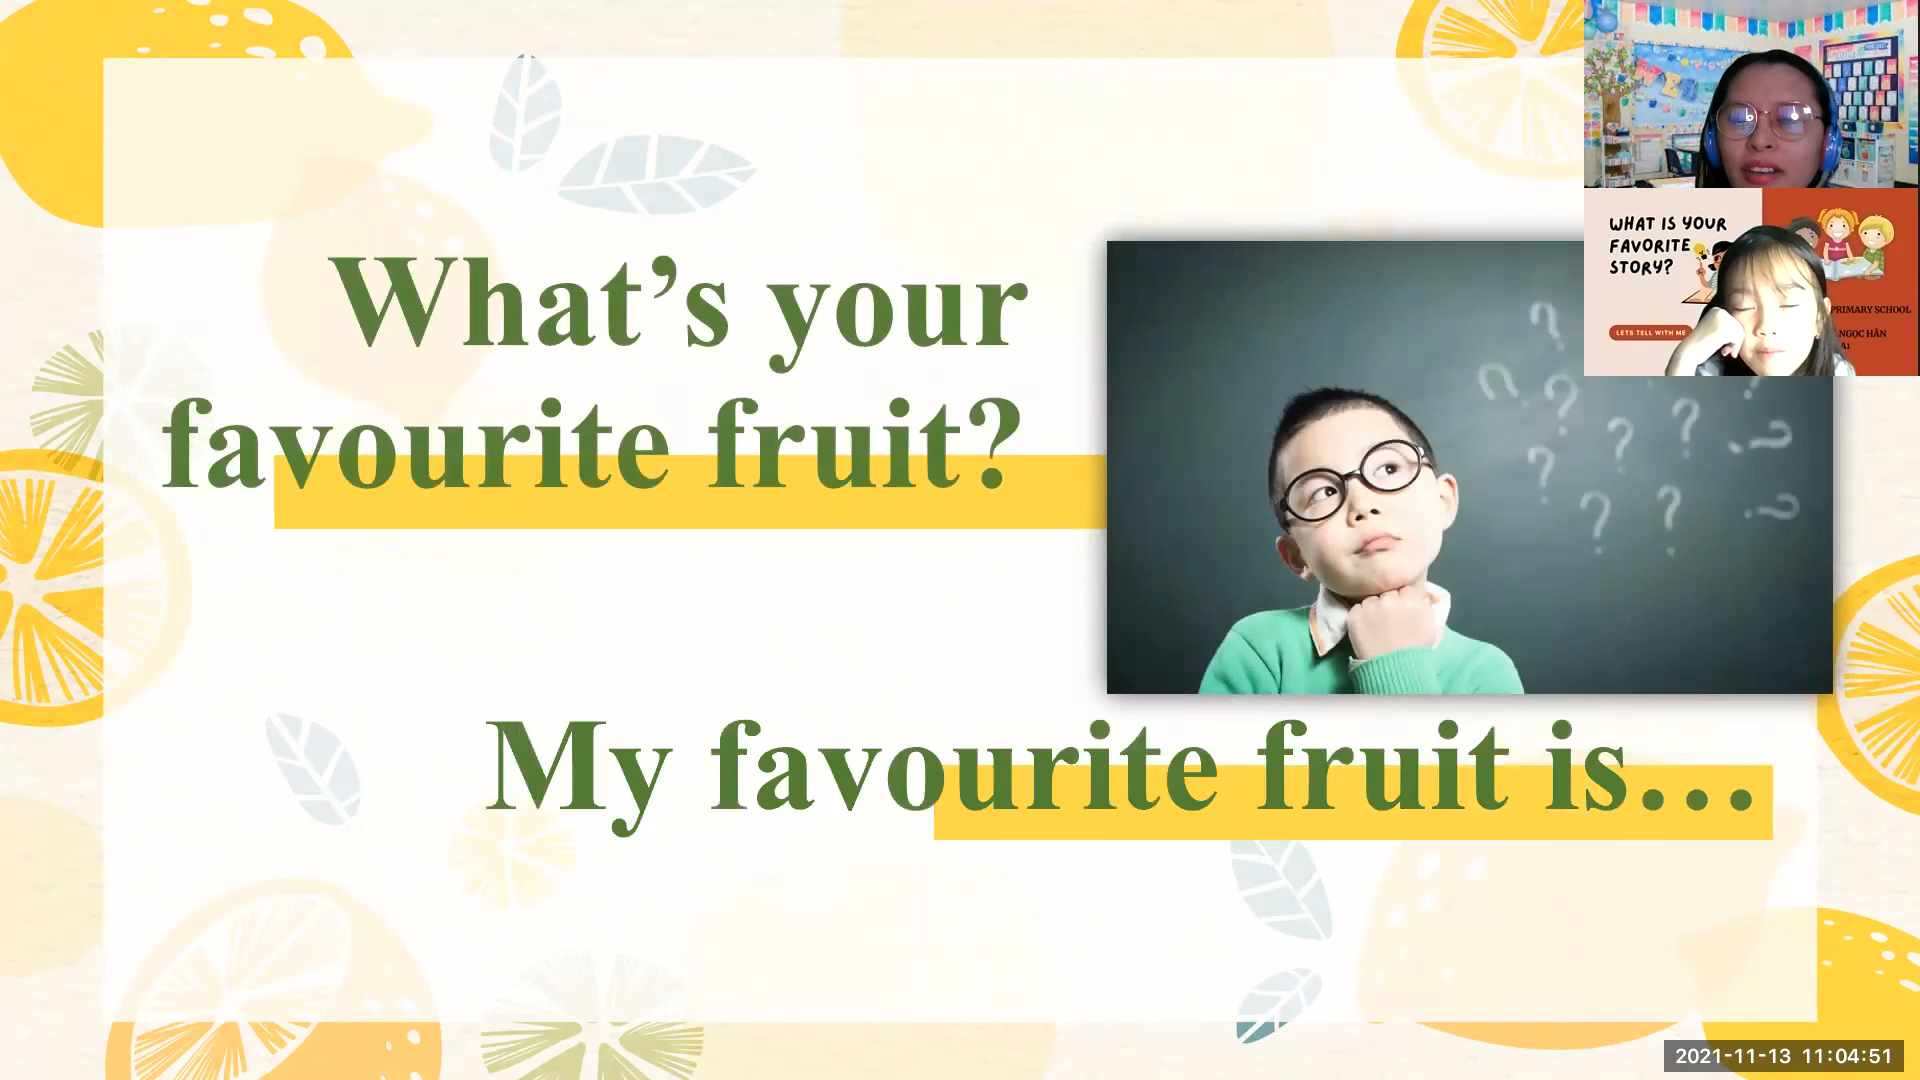 What's your
favourite fruit?
My favourite fruit is...
WHAT IS YOUR
FAVORITE
STORY?
LETS TELL WITH ME
PRIMARY SCHOOL
NGỌC HÂN
A1
2021-11-13 11:04:51